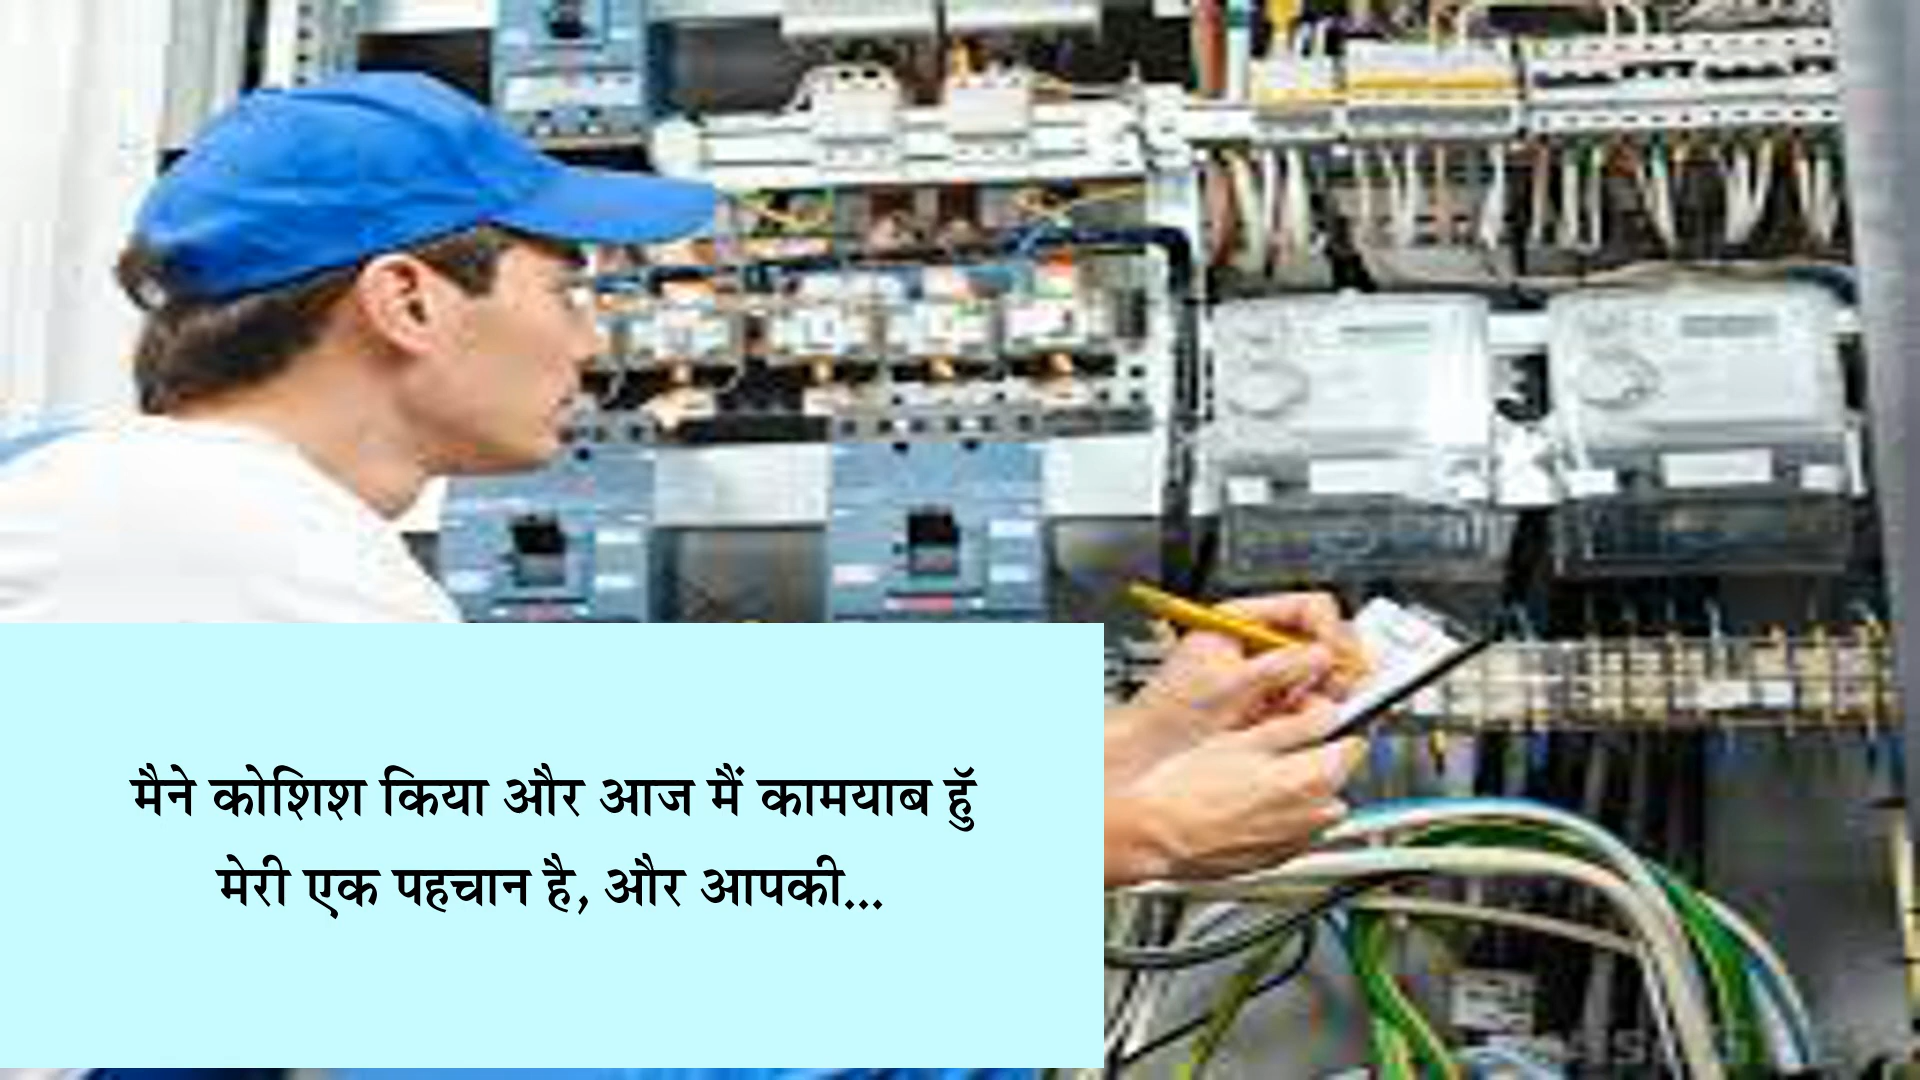 मैने कोशिश किया और आज मैं कामयाब हुॅ
मेरी एक पहचान है, और आपकी...